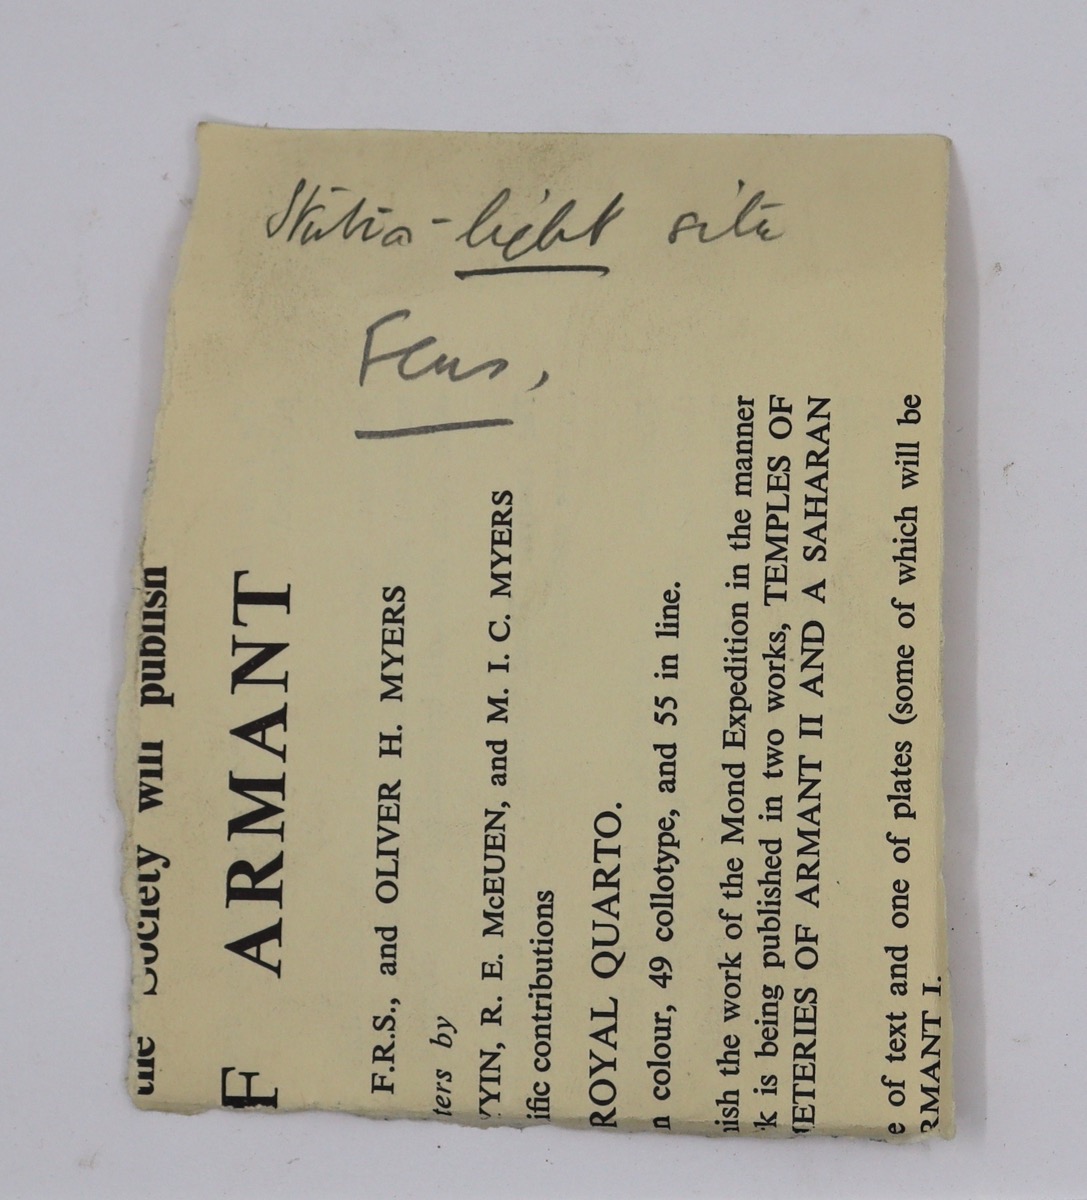 light site
Fens,
the Society will publish
F ARMANT
F.R.S., and OLIVER H. MYERS
ters by
YIN, R. E. McEUEN, and M. I. C. MYERS
ific contributions
ROYAL QUARTO.
n colour, 49 collotype, and 55 in line.
ish the work of the Mond Expedition in the manner
k is being published in two works, TEMPLES OF
ETERIES OF ARMANT II AND A SAHARAN
e of text and one of plates (some of which will be
RMANT I.